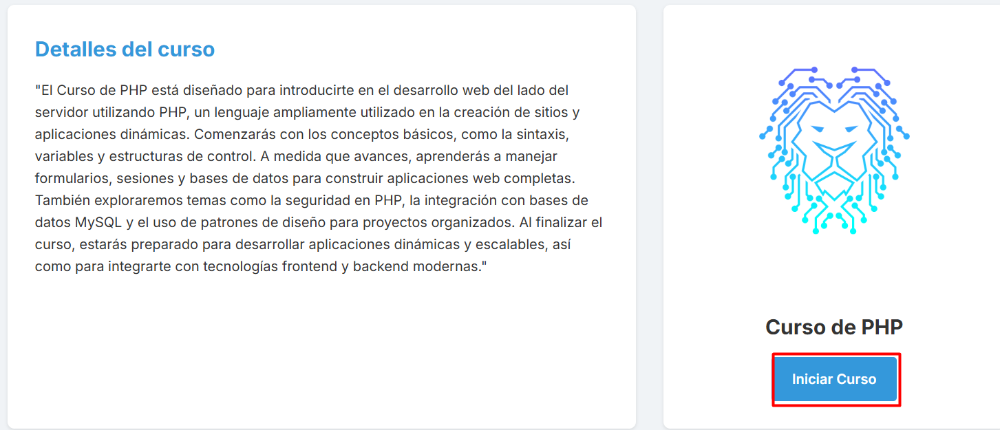 Detalles del curso
"El Curso de PHP está diseñado para introducirte en el desarrollo web del lado del
servidor utilizando PHP, un lenguaje ampliamente utilizado en la creación de sitios y
aplicaciones dinámicas. Comenzarás con los conceptos básicos, como la sintaxis,
variables y estructuras de control. A medida que avances, aprenderás a manejar
formularios, sesiones y bases de datos para construir aplicaciones web completas.
También exploraremos temas como la seguridad en PHP, la integración con bases de
datos MySQL y el uso de patrones de diseño para proyectos organizados. Al finalizar el
curso, estarás preparado para desarrollar aplicaciones dinámicas y escalables, así
como para integrarte con tecnologías frontend y backend modernas."
Curso de PHP
Iniciar Curso